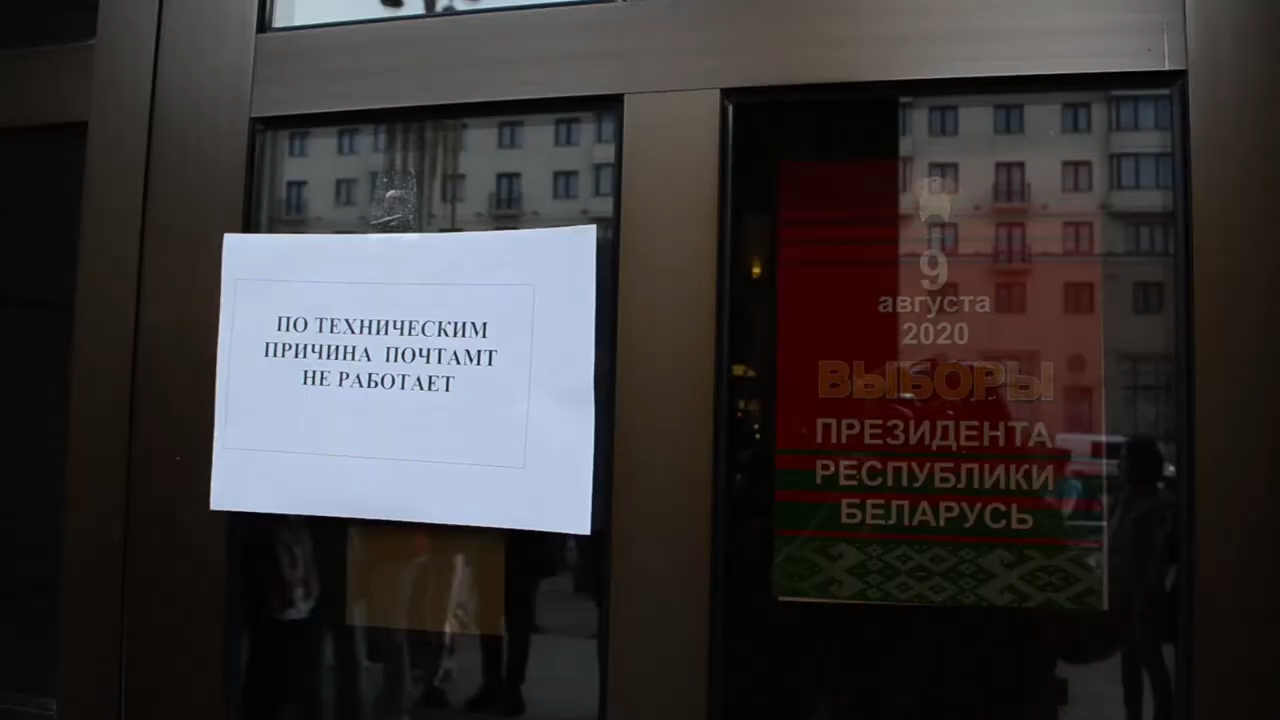 ПО ТЕХНИЧЕСКИМ
ПРИЧИНА ПОЧТАМТ
НЕ РАБОТАЕТ
9
августа
2020
ВЫБОРЫ
ПРЕЗИДЕНТА
РЕСПУБЛИКИ
БЕЛАРУСЬ